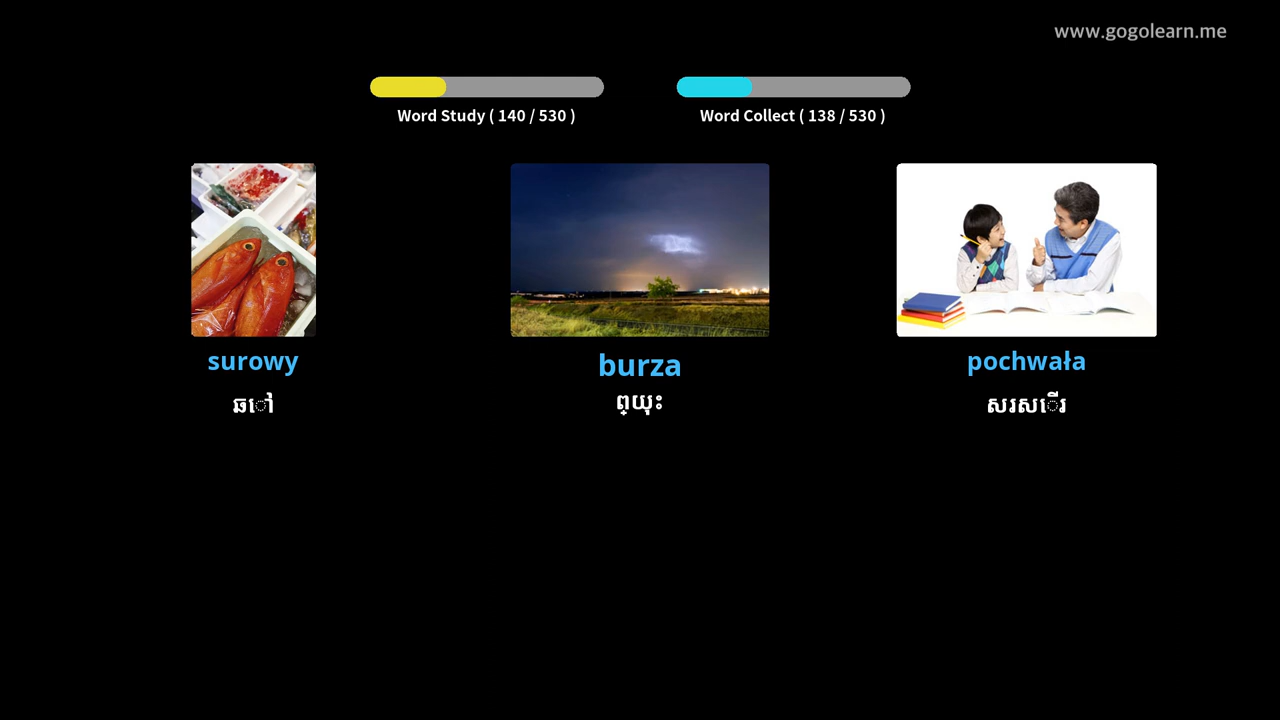 www.gogolearn.me
Word Study ( 140 / 530 )
Word Collect ( 138 / 530 )
surowy
burza
pochwała
ឆៅ
ព្យុះ
សរសើរ